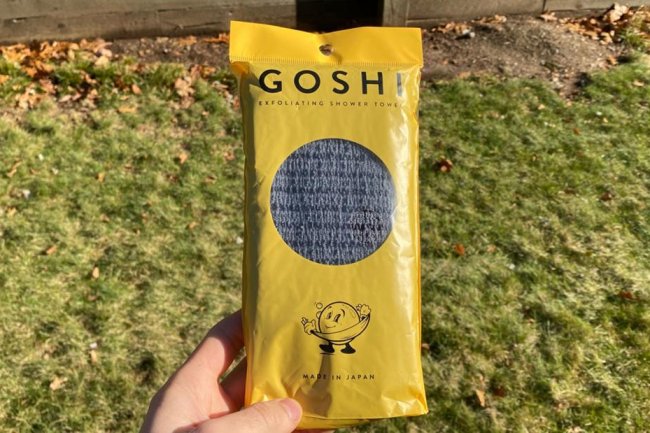 GOSHI
EXFOLIATING SHOWER TOWEL
MADE IN JAPAN